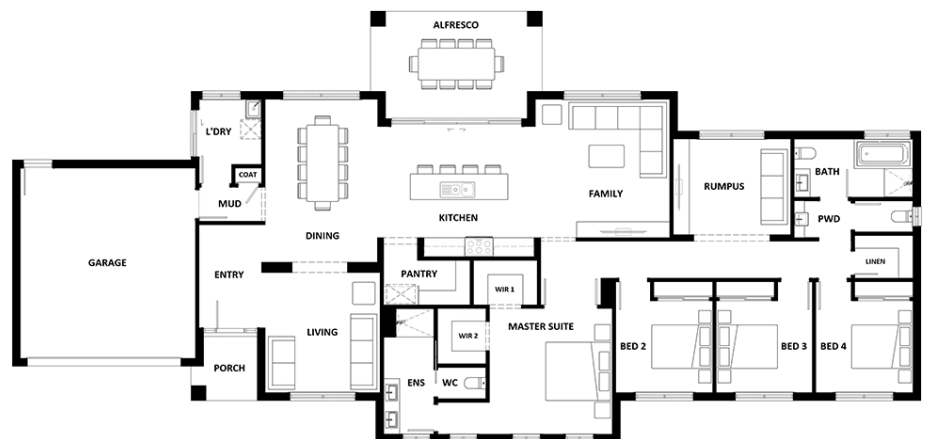 ALFRESCO
L'DRY
COAT
MUD
GARAGE
ENTRY
PORCH
DINING
LIVING
KITCHEN
PANTRY
FAMILY
RUMPUS
BATH
PWD
LINEN
WIR 1
WIR 2
MASTER SUITE
ENS
WC
BED 2
BED 3
BED 4